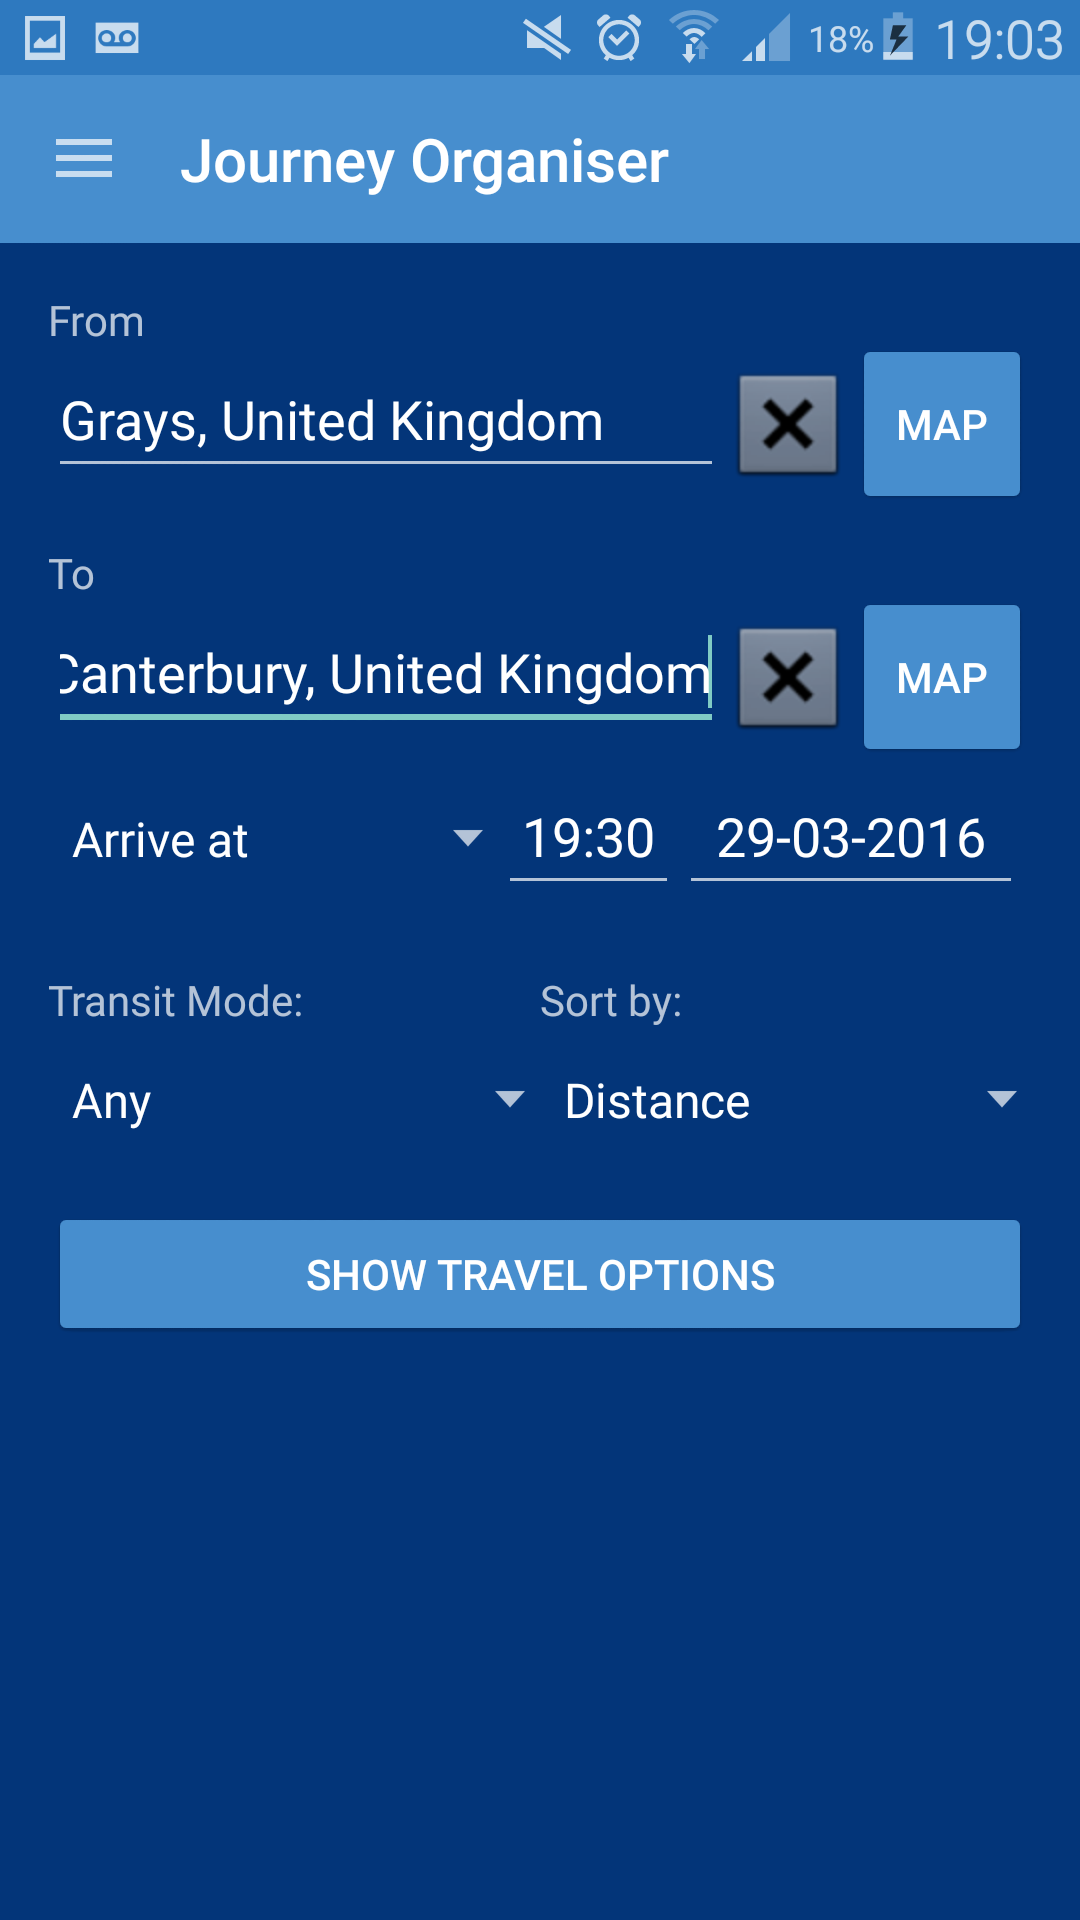 18% 19:03
Journey Organiser
From
Grays, United Kingdom
MAP
To
Canterbury, United Kingdom
MAP
Arrive at 19:30 29-03-2016
Transit Mode: Sort by:
Any Distance
SHOW TRAVEL OPTIONS